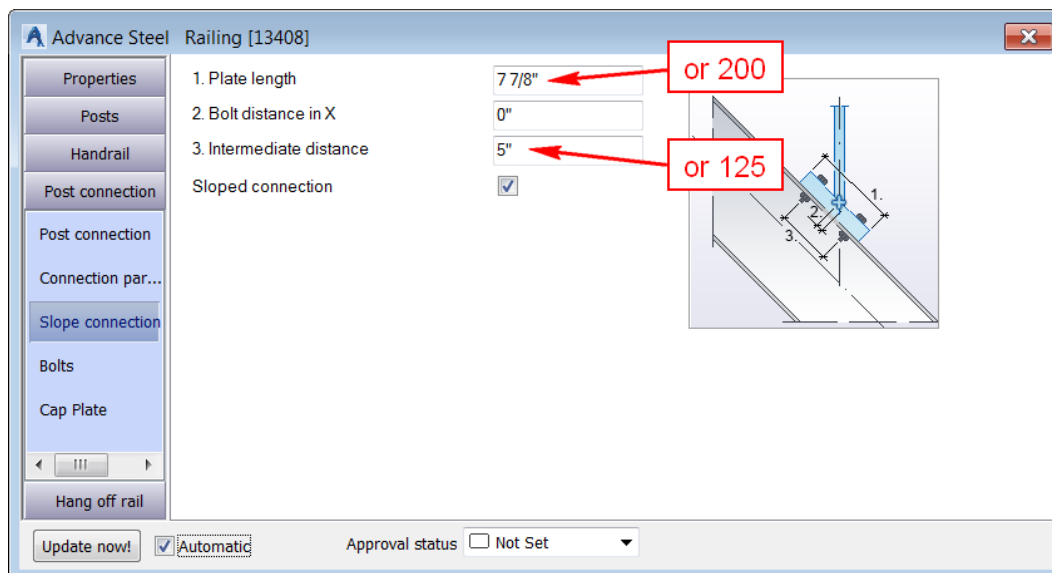 Advance Steel Railing [13408]
Properties
Posts
Handrail
Post connection
Post connection
Connection par...
Slope connection
Bolts
Cap Plate
Hang off rail
1. Plate length
7 7/8"
or 200
2. Bolt distance in X
0"
3. Intermediate distance
5"
or 125
Sloped connection
1.
2.
3.
Update now!
Automatic
Approval status
Not Set